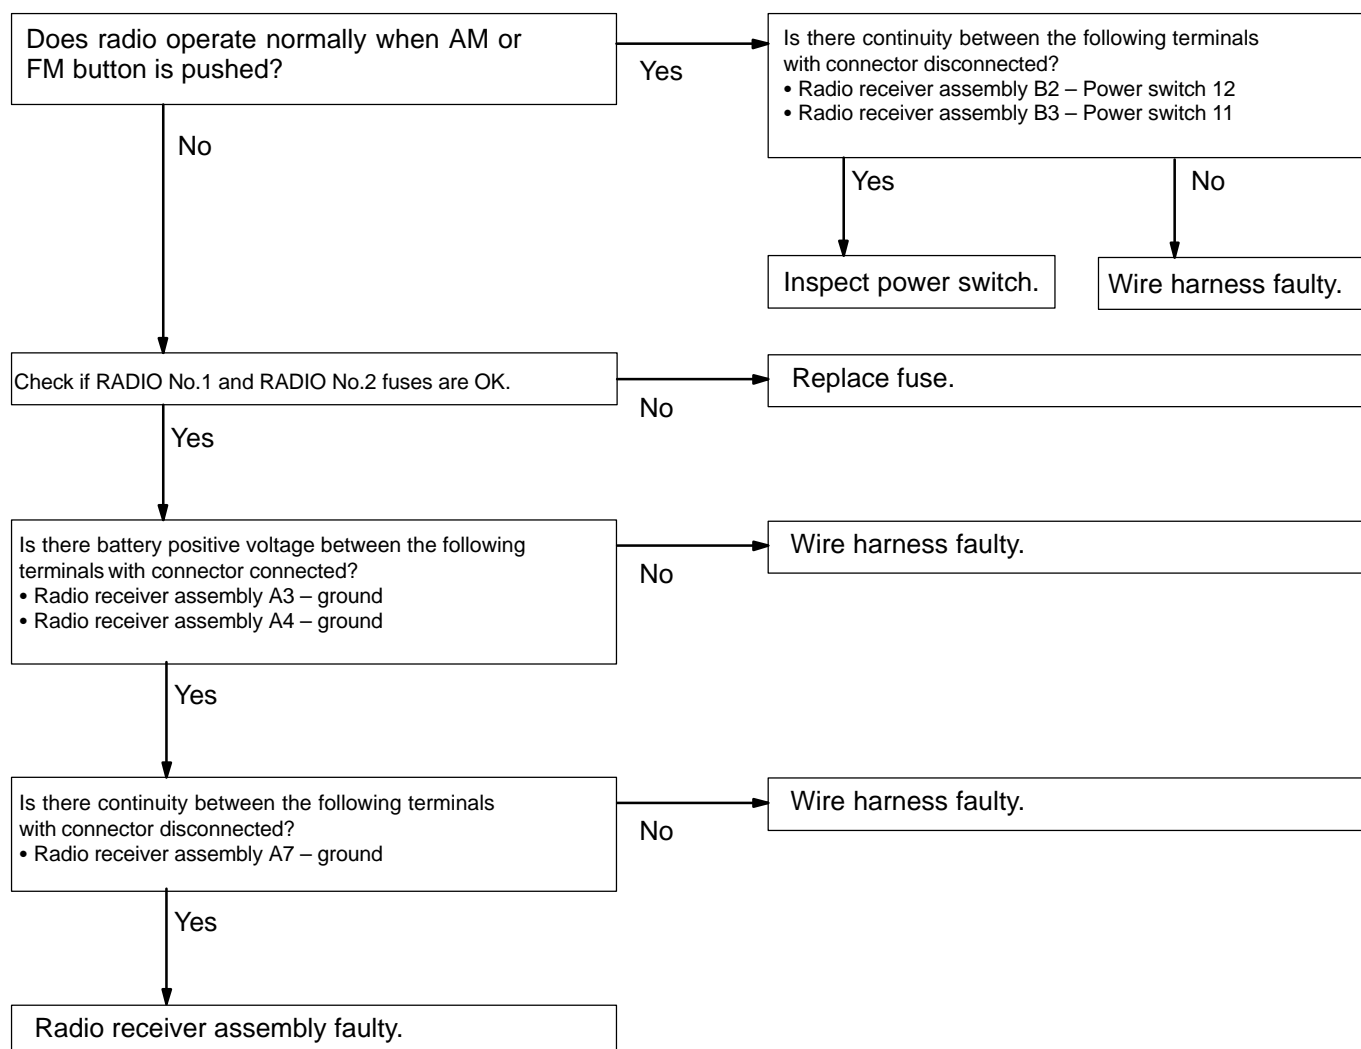 Does radio operate normally when AM or
FM button is pushed?
Yes
Is there continuity between the following terminals
with connector disconnected?
• Radio receiver assembly B2 – Power switch 12
• Radio receiver assembly B3 – Power switch 11
No
Yes
No
Inspect power switch.
Wire harness faulty.
Check if RADIO No.1 and RADIO No.2 fuses are OK.
No
Replace fuse.
Yes
Is there battery positive voltage between the following
terminals with connector connected?
• Radio receiver assembly A3 – ground
• Radio receiver assembly A4 – ground
No
Wire harness faulty.
Yes
Is there continuity between the following terminals
with connector disconnected?
• Radio receiver assembly A7 – ground
No
Wire harness faulty.
Yes
Radio receiver assembly faulty.